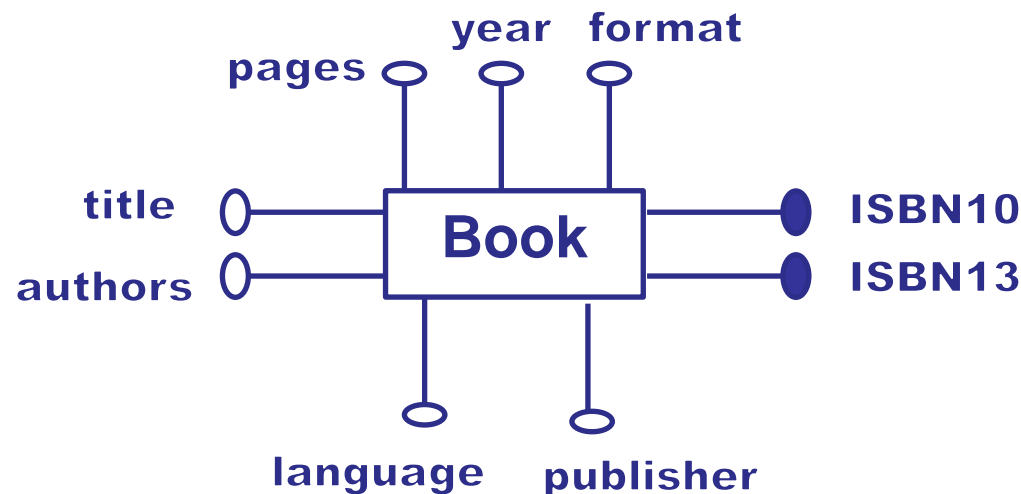 year format
pages
title
Book
ISBN10
authors
ISBN13
language
publisher